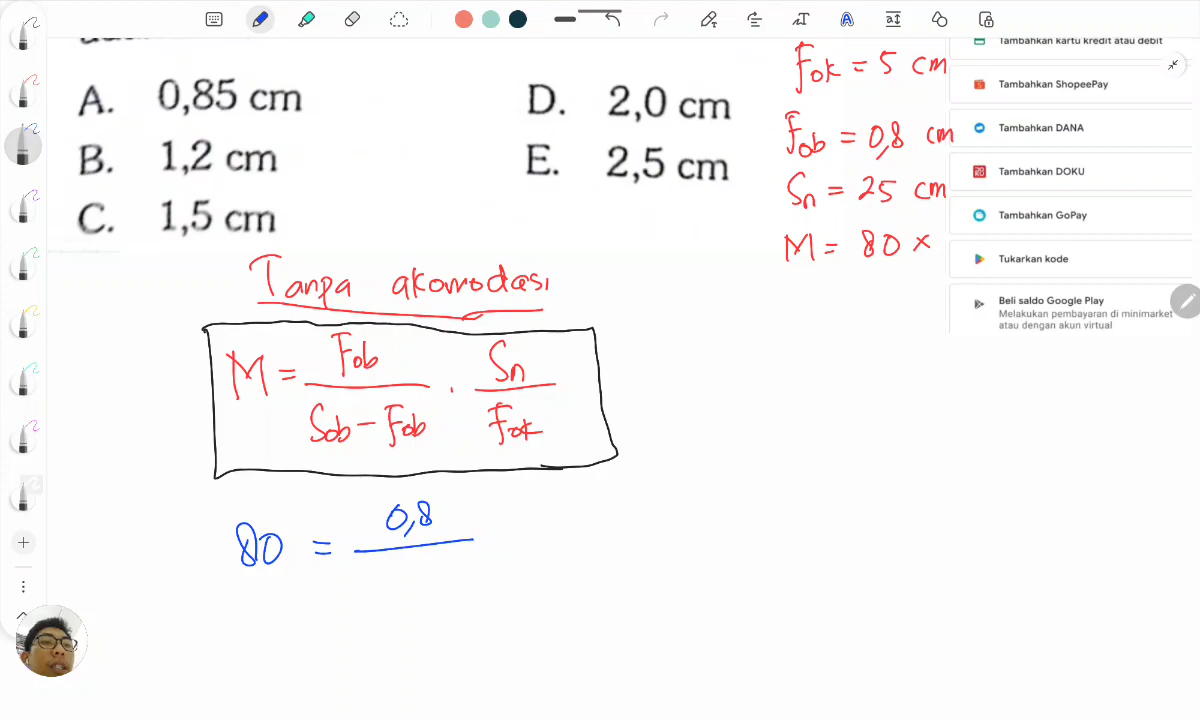 A. 0,85 cm
B. 1,2 cm
C. 1,5 cm
D. 2,0 cm
E. 2,5 cm
Fok = 5 cm
Fob = 0,8 cm
Sn = 25 cm
M = 80 ×
Tambahkan kartu kredit atau debit
Tambahkan ShopeePay
Tambahkan DANA
Tambahkan DOKU
Tambahkan GoPay
Tukarkan kode
Beli saldo Google Play
Melakukan pembayaran di minimarket
atau dengan akun virtual
Tanpa akomodasi
M = Fob / Sob - Fob . Sn / Fok
80 = 0,8